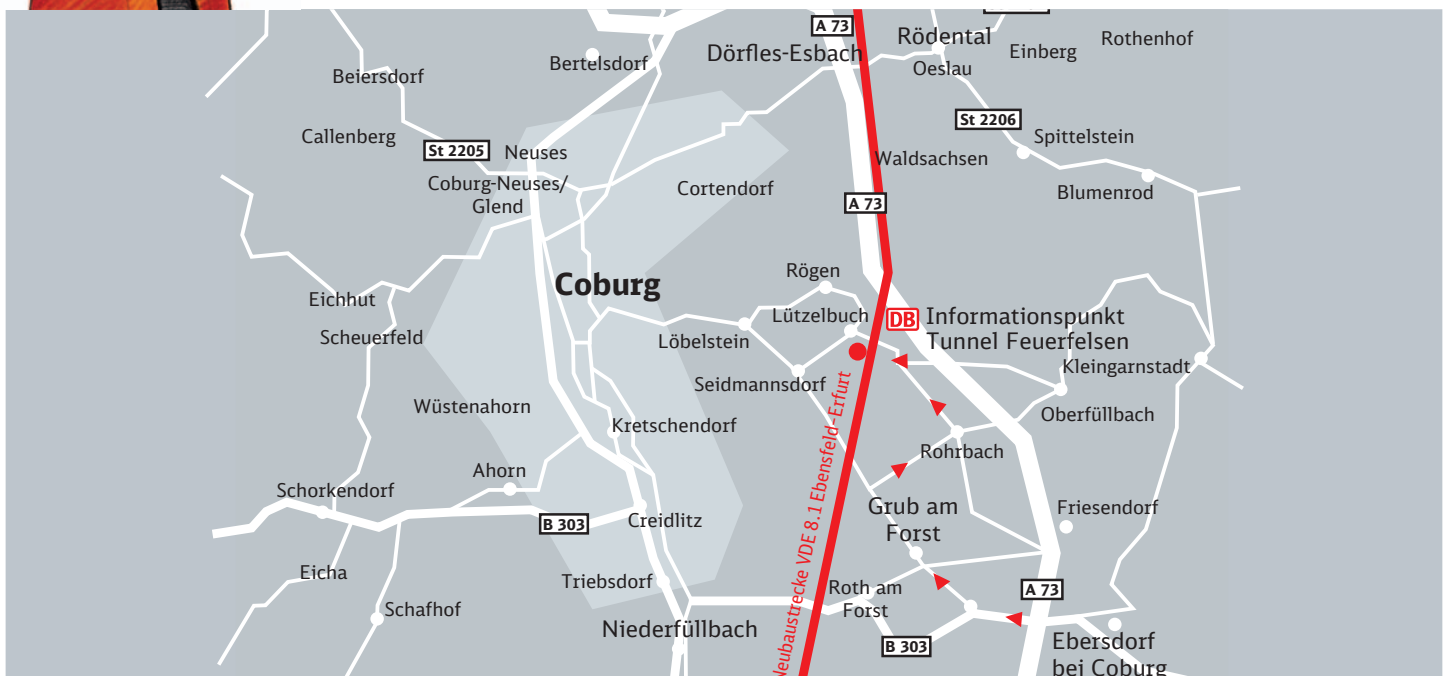 A 73
Rödental
Rothenhof
Dörfles-Esbach
Einberg
Bertelsdorf
Oeslau
Beiersdorf
St 2206
Callenberg
Spittelstein
St 2205
Neuses
Waldsachsen
Coburg-Neuses/
Glend
Cortendorf
Blumenrod
A 73
Rögen
Coburg
Eichhut
Lützelbuch
DB
Informationspunkt
Tunnel Feuerfelsen
Scheuerfeld
Löbelstein
Kleingarnstadt
Seidmannsdorf
Wüstenahorn
Oberfüllbach
Kretschendorf
Rohrbach
Neubaustrecke VDE 8.1 Ebensfeld–Erfurt
Ahorn
Schorkendorf
Grub am
Forst
Friesendorf
B 303
Creidlitz
Eicha
Triebsdorf
Roth am
Forst
A 73
Schafhof
Niederfüllbach
B 303
Ebersdorf
bei Coburg